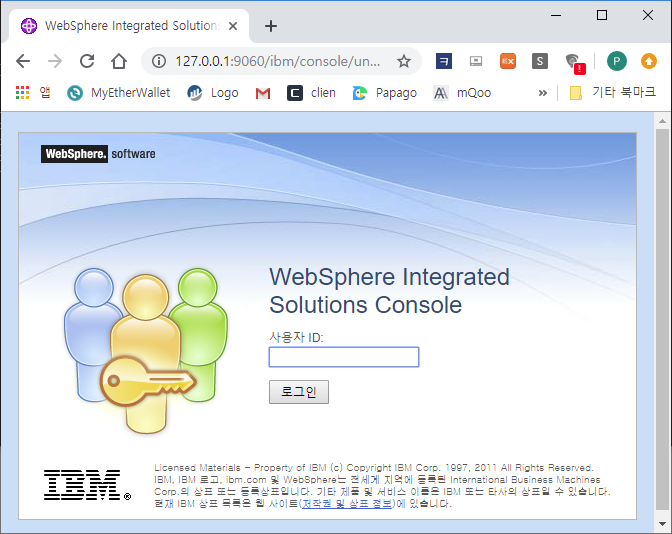 WebSphere Integrated Solution
127.0.0.1:9060/ibm/console/un...
ㅋ
Ex
S
P
앱
MyEtherWallet
Logo
C
clien
Papago
mQoo
»
기타 북마크
WebSphere. software
WebSphere Integrated
Solutions Console
사용자 ID:
로그인
IBM®
Licensed Materials - Property of IBM (c) Copyright IBM Corp. 1997, 2011 All Rights Reserved.
IBM, IBM 로고, ibm.com 및 WebSphere는 전세계 지역에 등록된 International Business Machines
Corp.의 상표 또는 등록상표입니다. 기타 제품 및 서비스 이름은 IBM 또는 타사의 상표일 수 있습니다.
현재 IBM 상표 목록은 웹 사이트(저작권 및 상표 정보)에 있습니다.